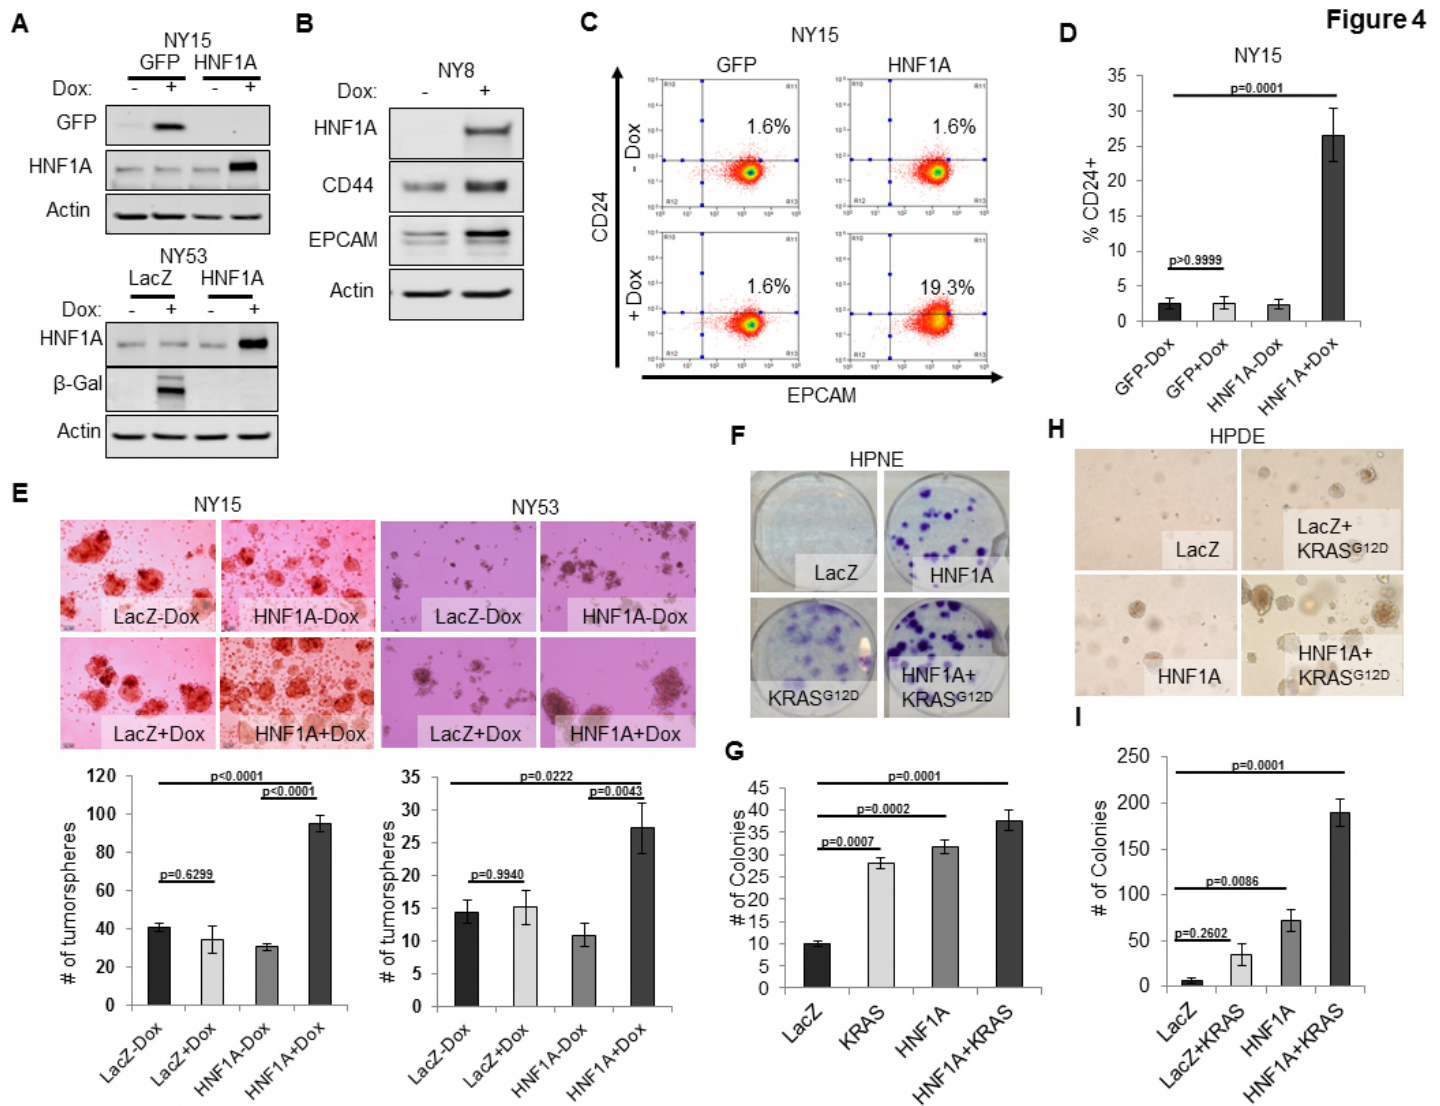 Figure 4
A
NY15
GFP HNF1A
Dox: - + - +
GFP
HNF1A
Actin
NY53
LacZ HNF1A
Dox: - + - +
HNF1A
β-Gal
Actin
B
NY8
Dox: - +
HNF1A
CD44
EPCAM
Actin
C
NY15
GFP HNF1A
- Dox
+ Dox
CD24
1.6%
1.6%
1.6%
19.3%
EPCAM
D
NY15
% CD24+
35
30
25
20
15
10
5
0
p=0.0001
p>0.9999
GFP-Dox
GFP+Dox
HNF1A-Dox
HNF1A+Dox
E
NY15 NY53
LacZ-Dox
HNF1A-Dox
LacZ-Dox
HNF1A-Dox
LacZ+Dox
HNF1A+Dox
LacZ+Dox
HNF1A+Dox
# of tumorspheres
120
100
80
60
40
20
0
p<0.0001
p<0.0001
p=0.6299
LacZ-Dox
LacZ+Dox
HNF1A-Dox
HNF1A+Dox
# of tumorspheres
35
30
25
20
15
10
5
0
p=0.0222
p=0.0043
p=0.9940
LacZ-Dox
LacZ+Dox
HNF1A-Dox
HNF1A+Dox
F
HPNE
LacZ
HNF1A
KRASG12D
HNF1A+
KRASG12D
G
# of Colonies
45
40
35
30
25
20
15
10
5
0
p=0.0001
p=0.0002
p=0.0007
LacZ
KRAS
HNF1A
HNF1A+KRAS
H
HPDE
LacZ
LacZ+
KRASG12D
HNF1A
HNF1A+
KRASG12D
I
# of Colonies
250
200
150
100
50
0
p=0.0001
p=0.0086
p=0.2602
LacZ
LacZ+KRAS
HNF1A
HNF1A+KRAS